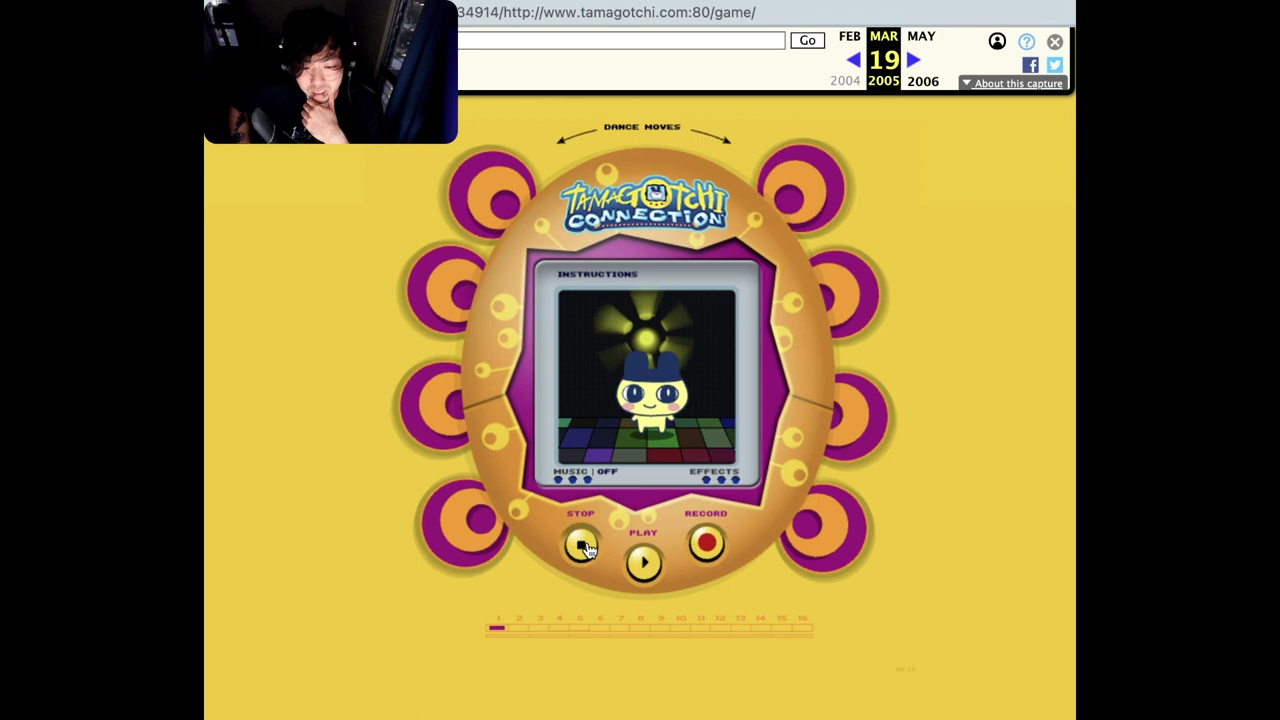 34914/http://www.tamagotchi.com:80/game/
Go
FEB MAR MAY
19
2004 2005 2006
About this capture
DANCE MOVES
TAMAGOTCHI
CONNECTION
INSTRUCTIONS
MUSIC | OFF
EFFECTS
STOP
PLAY
RECORD
1 2 3 4 5 6 7 8 9 10 11 12 13 14 15 16